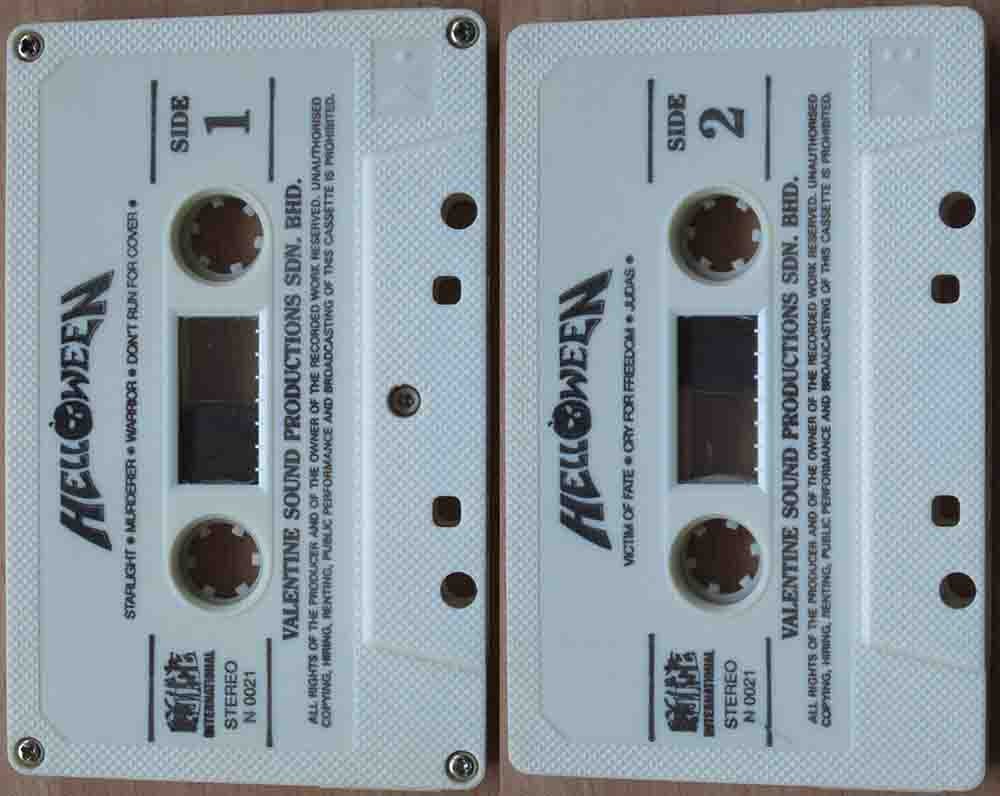 HELLOWEEN
STARLIGHT ● MURDERER ● WARRIOR ● DON'T RUN FOR COVER ●
SIDE
1
INTERNATIONAL
STEREO
N 0021
VALENTINE SOUND PRODUCTIONS SDN. BHD.
ALL RIGHTS OF THE PRODUCER AND OF THE OWNER OF THE RECORDED WORK RESERVED. UNAUTHORISED
COPYING, HIRING, RENTING, PUBLIC PERFORMANCE AND BROADCASTING OF THIS CASSETTE IS PROHIBITED.
HELLOWEEN
VICTIM OF FATE ● CRY FOR FREEDOM ● JUDAS ●
SIDE
2
INTERNATIONAL
STEREO
N 0021
VALENTINE SOUND PRODUCTIONS SDN. BHD.
ALL RIGHTS OF THE PRODUCER AND OF THE OWNER OF THE RECORDED WORK RESERVED. UNAUTHORISED
COPYING, HIRING, RENTING, PUBLIC PERFORMANCE AND BROADCASTING OF THIS CASSETTE IS PROHIBITED.